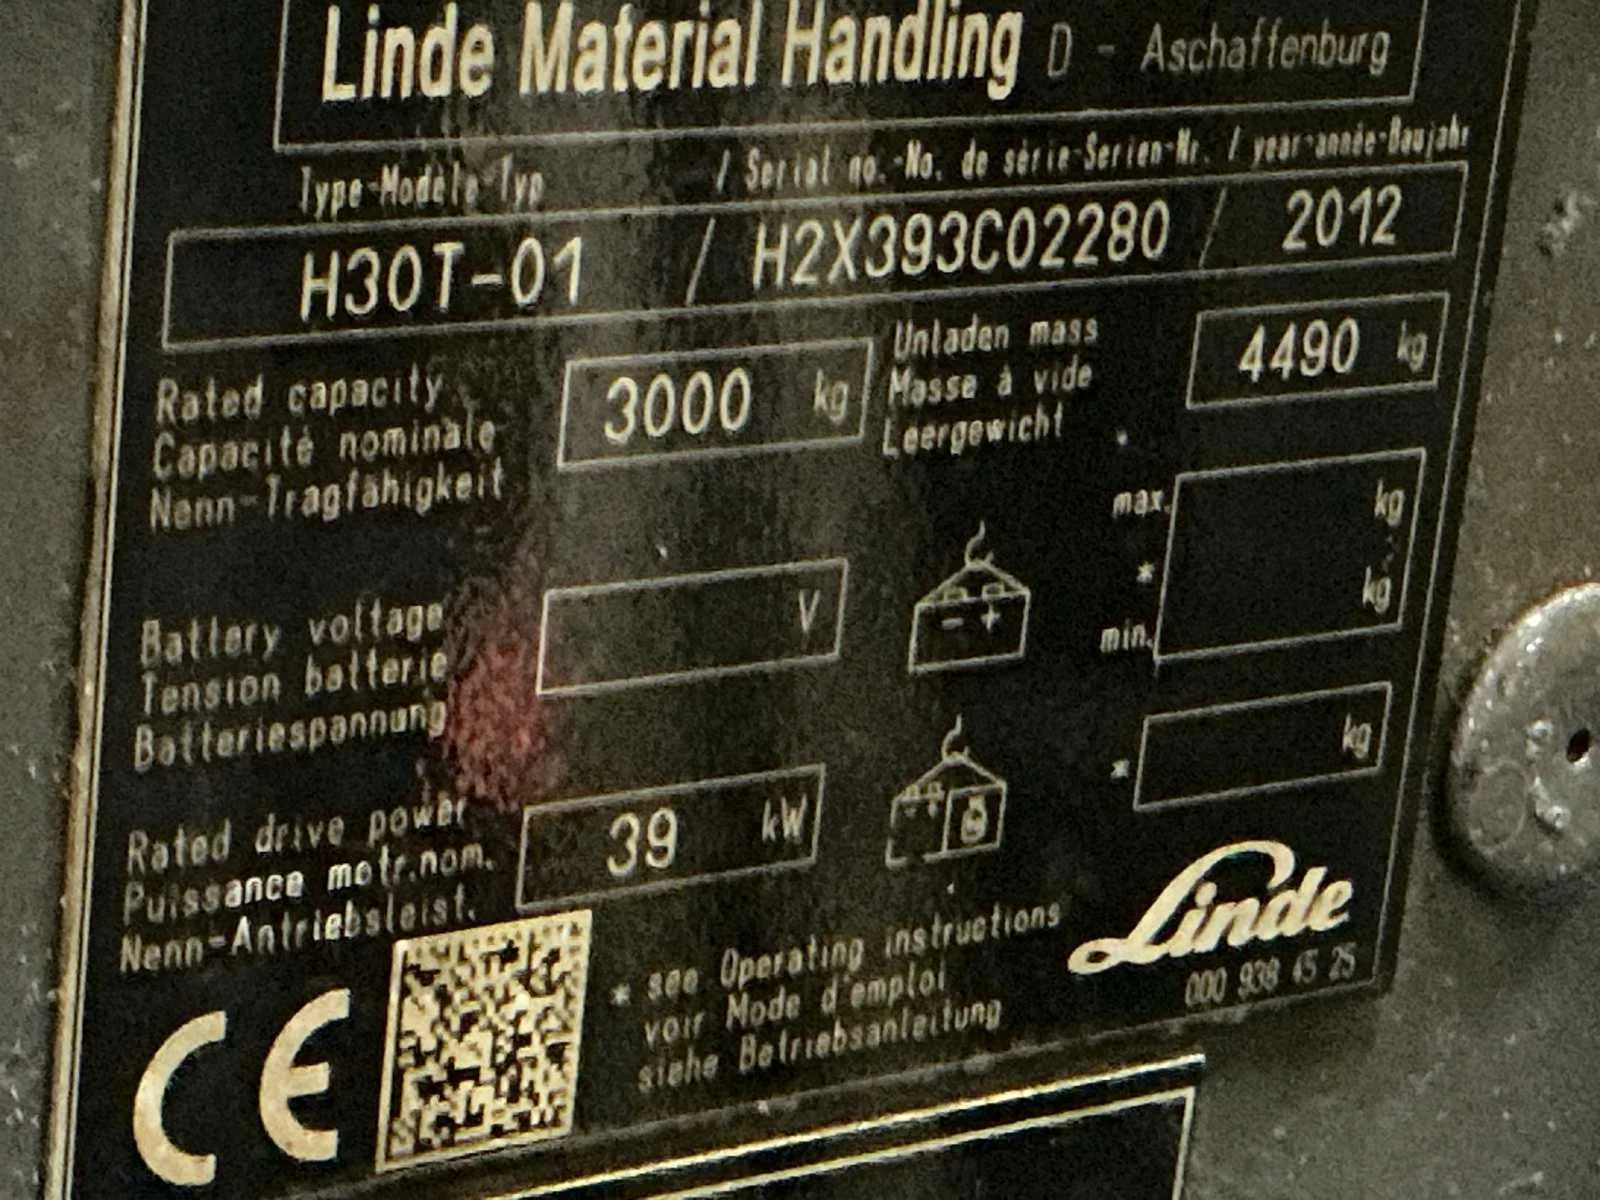 Linde Material Handling D - Aschaffenburg
Type-Modèle-Typ / Serial no.-No. de série-Serien-Nr. / year-année-Baujahr
H30T-01 / H2X393C02280 / 2012
Rated capacity
Capacité nominale
Nenn-Tragfähigkeit
3000 kg
Unladen mass
Masse à vide
Leergewicht
4490 kg
Battery voltage
Tension batterie
Batteriespannung
V
- +
max. kg
*
min. kg
* kg
Rated drive power
Puissance motr.nom.
Nenn-Antriebsleist.
39 kW
CE
* see Operating instructions
voir Mode d'emploi
siehe Betriebsanleitung
Linde
000 938 45 25